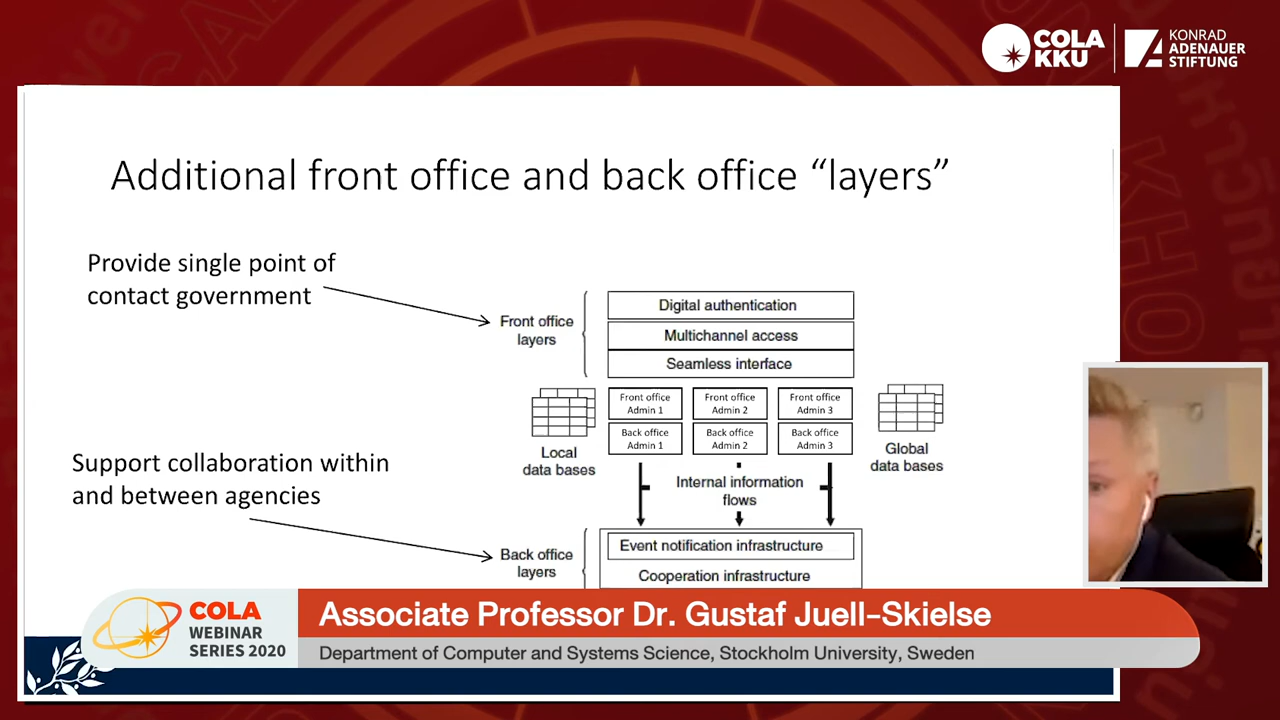 COLA
KKU
KONRAD
ADENAUER
STIFTUNG
Additional front office and back office “layers”
Provide single point of
contact government
Front office
layers
Digital authentication
Multichannel access
Seamless interface
Front office
Admin 1
Front office
Admin 2
Front office
Admin 3
Back office
Admin 1
Back office
Admin 2
Back office
Admin 3
Local
data bases
Global
data bases
Support collaboration within
and between agencies
Internal information
flows
Back office
layers
Event notification infrastructure
Cooperation infrastructure
COLA
WEBINAR
SERIES 2020
Associate Professor Dr. Gustaf Juell-Skielse
Department of Computer and Systems Science, Stockholm University, Sweden